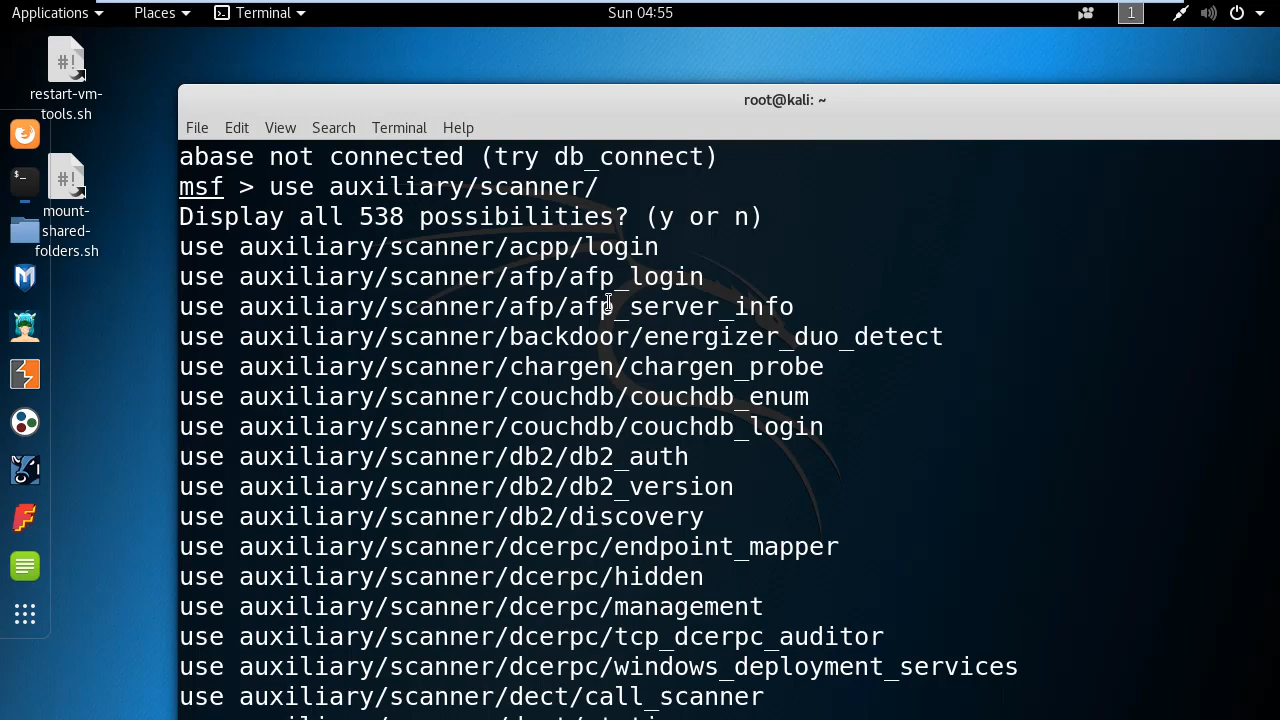 Applications Places Terminal Sun 04:55 1
restart-vm-
tools.sh
mount-
shared-
folders.sh
root@kali: ~
File Edit View Search Terminal Help
abase not connected (try db_connect)
msf > use auxiliary/scanner/
Display all 538 possibilities? (y or n)
use auxiliary/scanner/acpp/login
use auxiliary/scanner/afp/afp_login
use auxiliary/scanner/afp/afp_server_info
use auxiliary/scanner/backdoor/energizer_duo_detect
use auxiliary/scanner/chargen/chargen_probe
use auxiliary/scanner/couchdb/couchdb_enum
use auxiliary/scanner/couchdb/couchdb_login
use auxiliary/scanner/db2/db2_auth
use auxiliary/scanner/db2/db2_version
use auxiliary/scanner/db2/discovery
use auxiliary/scanner/dcerpc/endpoint_mapper
use auxiliary/scanner/dcerpc/hidden
use auxiliary/scanner/dcerpc/management
use auxiliary/scanner/dcerpc/tcp_dcerpc_auditor
use auxiliary/scanner/dcerpc/windows_deployment_services
use auxiliary/scanner/dect/call_scanner